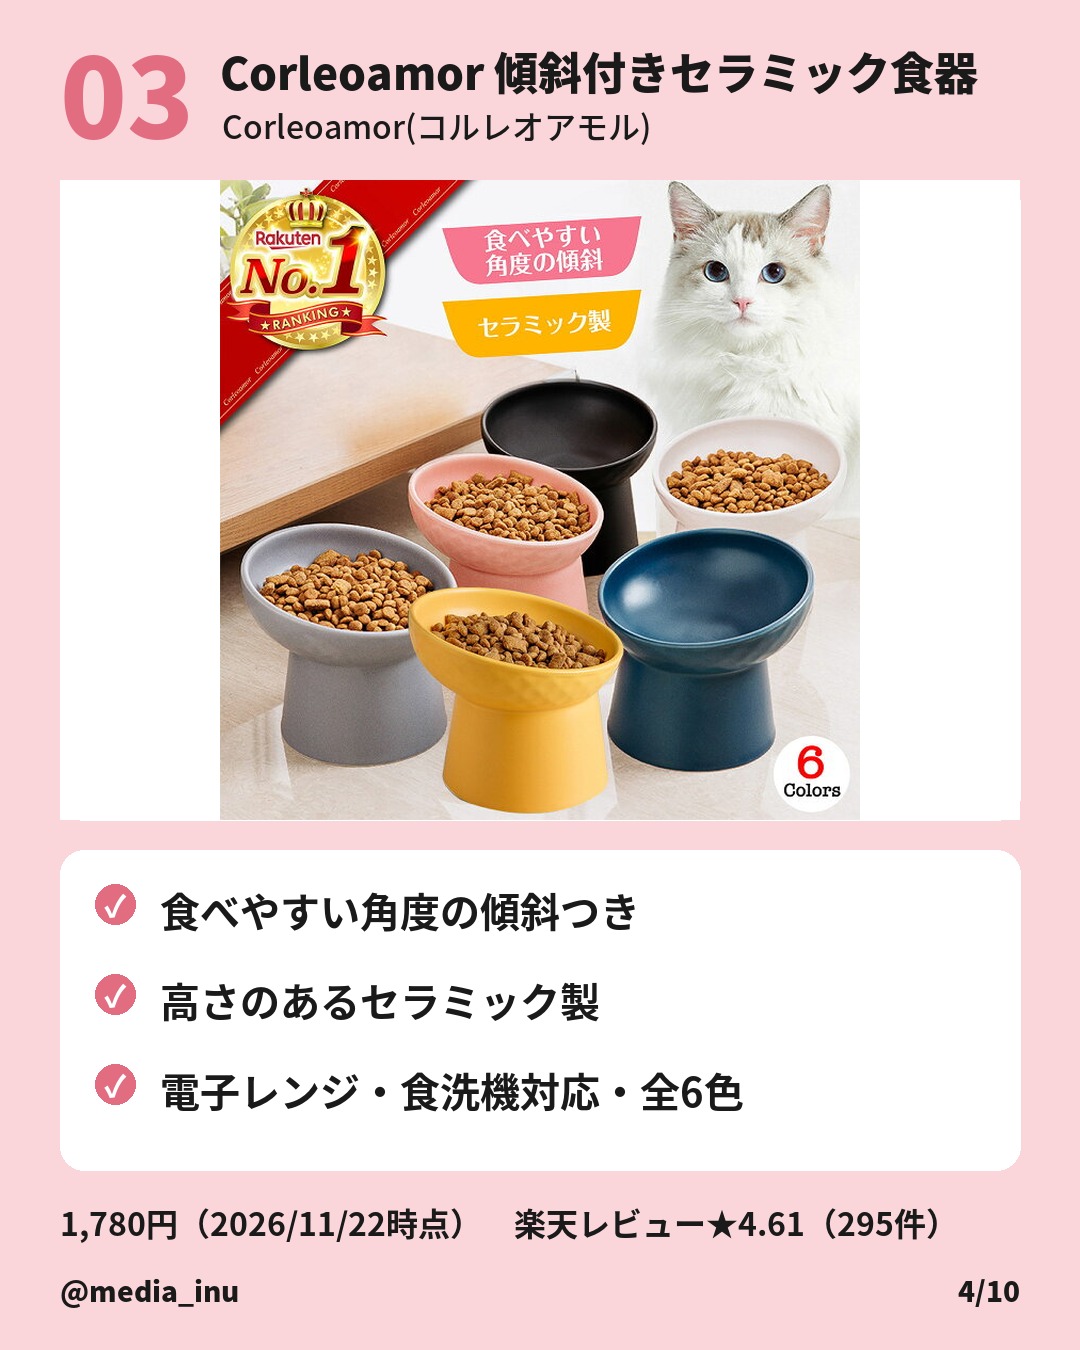 03
Corleoamor 傾斜付きセラミック食器
Corleoamor(コルレオアモル)
Corleoamor
Corleoamor
Corleoamor
Rakuten
No.1
★RANKING★
食べやすい
角度の傾斜
セラミック製
Corleoamor
Corleoamor
6
Colors
食べやすい角度の傾斜つき
高さのあるセラミック製
電子レンジ・食洗機対応・全6色
1,780円（2026/11/22時点）　楽天レビュー★4.61（295件）
@media_inu
4/10